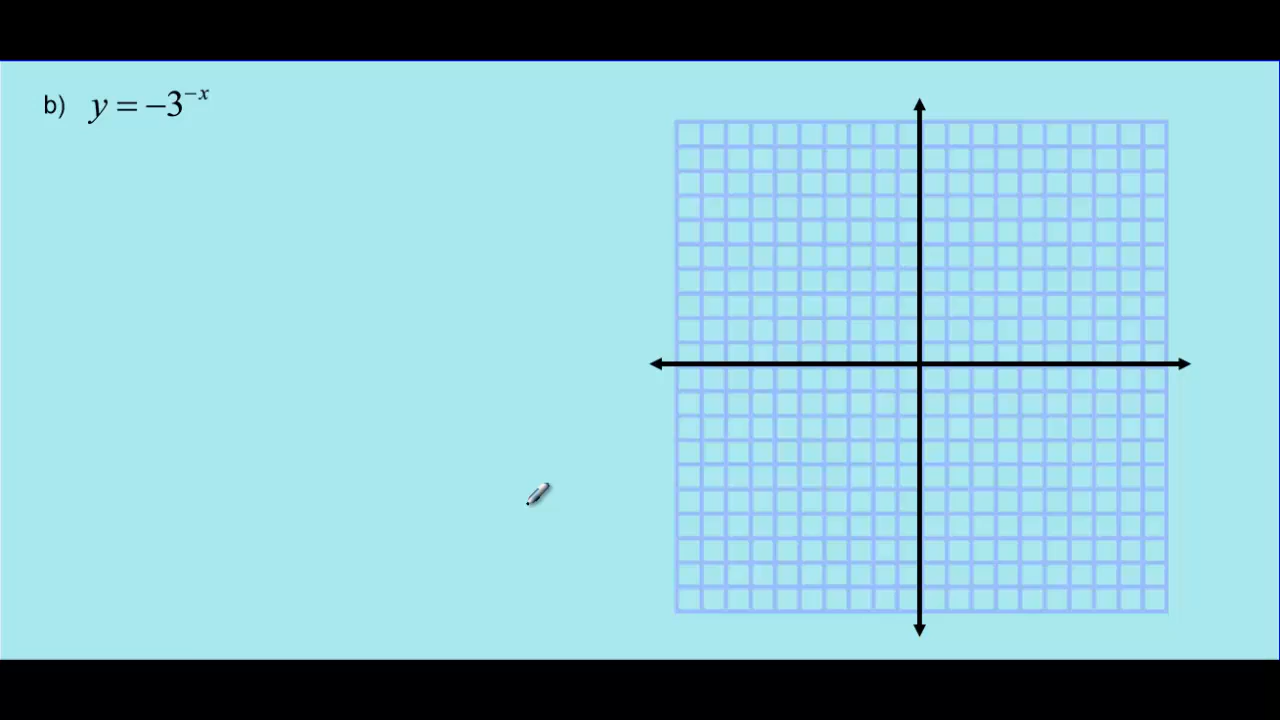 b) y = −3^{−x}